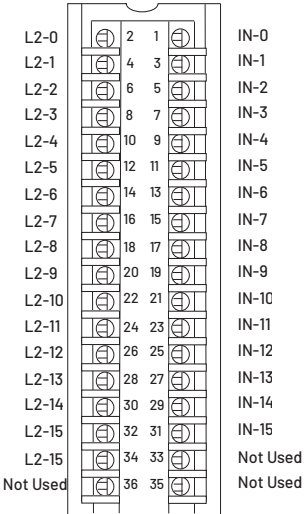 L2-0 2 1 IN-0
L2-1 4 3 IN-1
L2-2 6 5 IN-2
L2-3 8 7 IN-3
L2-4 10 9 IN-4
L2-5 12 11 IN-5
L2-6 14 13 IN-6
L2-7 16 15 IN-7
L2-8 18 17 IN-8
L2-9 20 19 IN-9
L2-10 22 21 IN-10
L2-11 24 23 IN-11
L2-12 26 25 IN-12
L2-13 28 27 IN-13
L2-14 30 29 IN-14
L2-15 32 31 IN-15
L2-15 34 33 Not Used
Not Used 36 35 Not Used